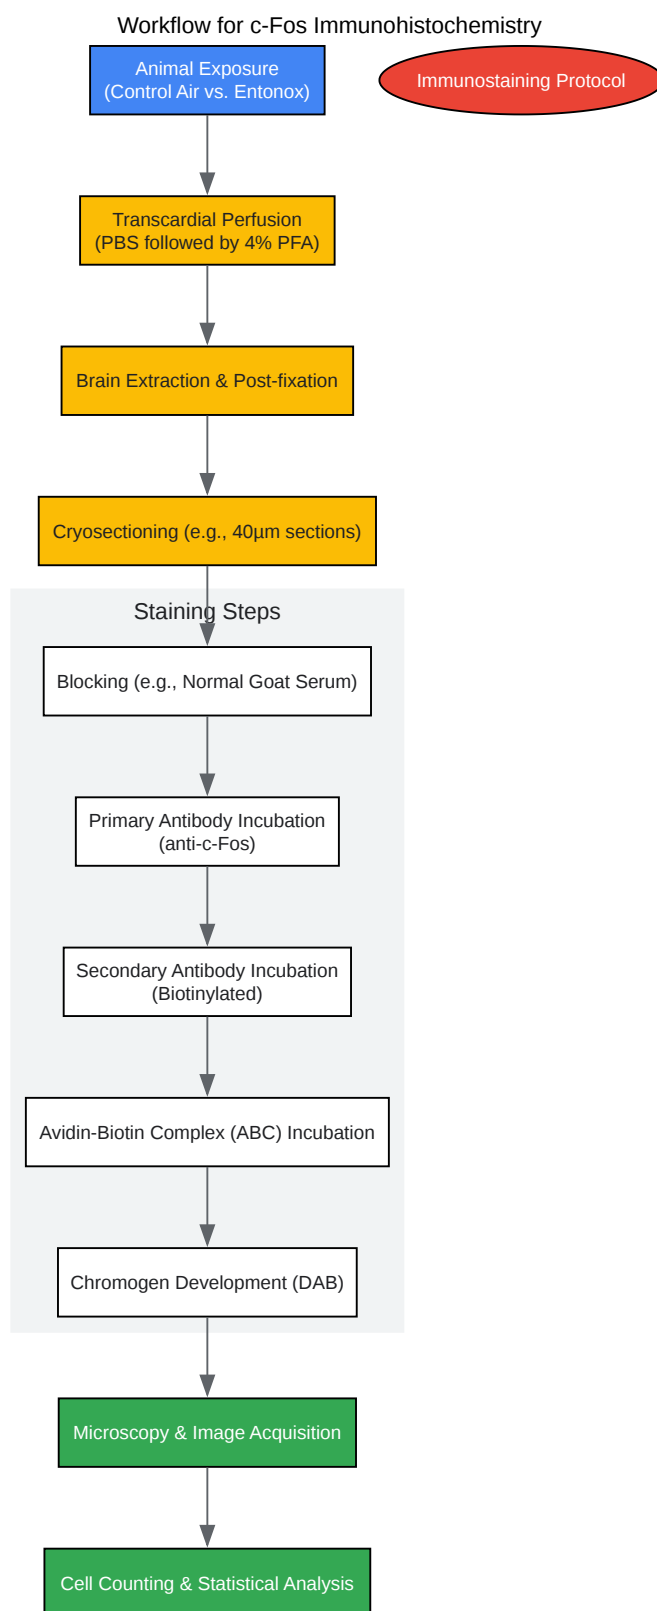 Workflow for c-Fos Immunohistochemistry
Animal Exposure
(Control Air vs. Entonox)
Immunostaining Protocol
Transcardial Perfusion
(PBS followed by 4% PFA)
Brain Extraction & Post-fixation
Cryosectioning (e.g., 40µm sections)
Staining Steps
Blocking (e.g., Normal Goat Serum)
Primary Antibody Incubation
(anti-c-Fos)
Secondary Antibody Incubation
(Biotinylated)
Avidin-Biotin Complex (ABC) Incubation
Chromogen Development (DAB)
Microscopy & Image Acquisition
Cell Counting & Statistical Analysis